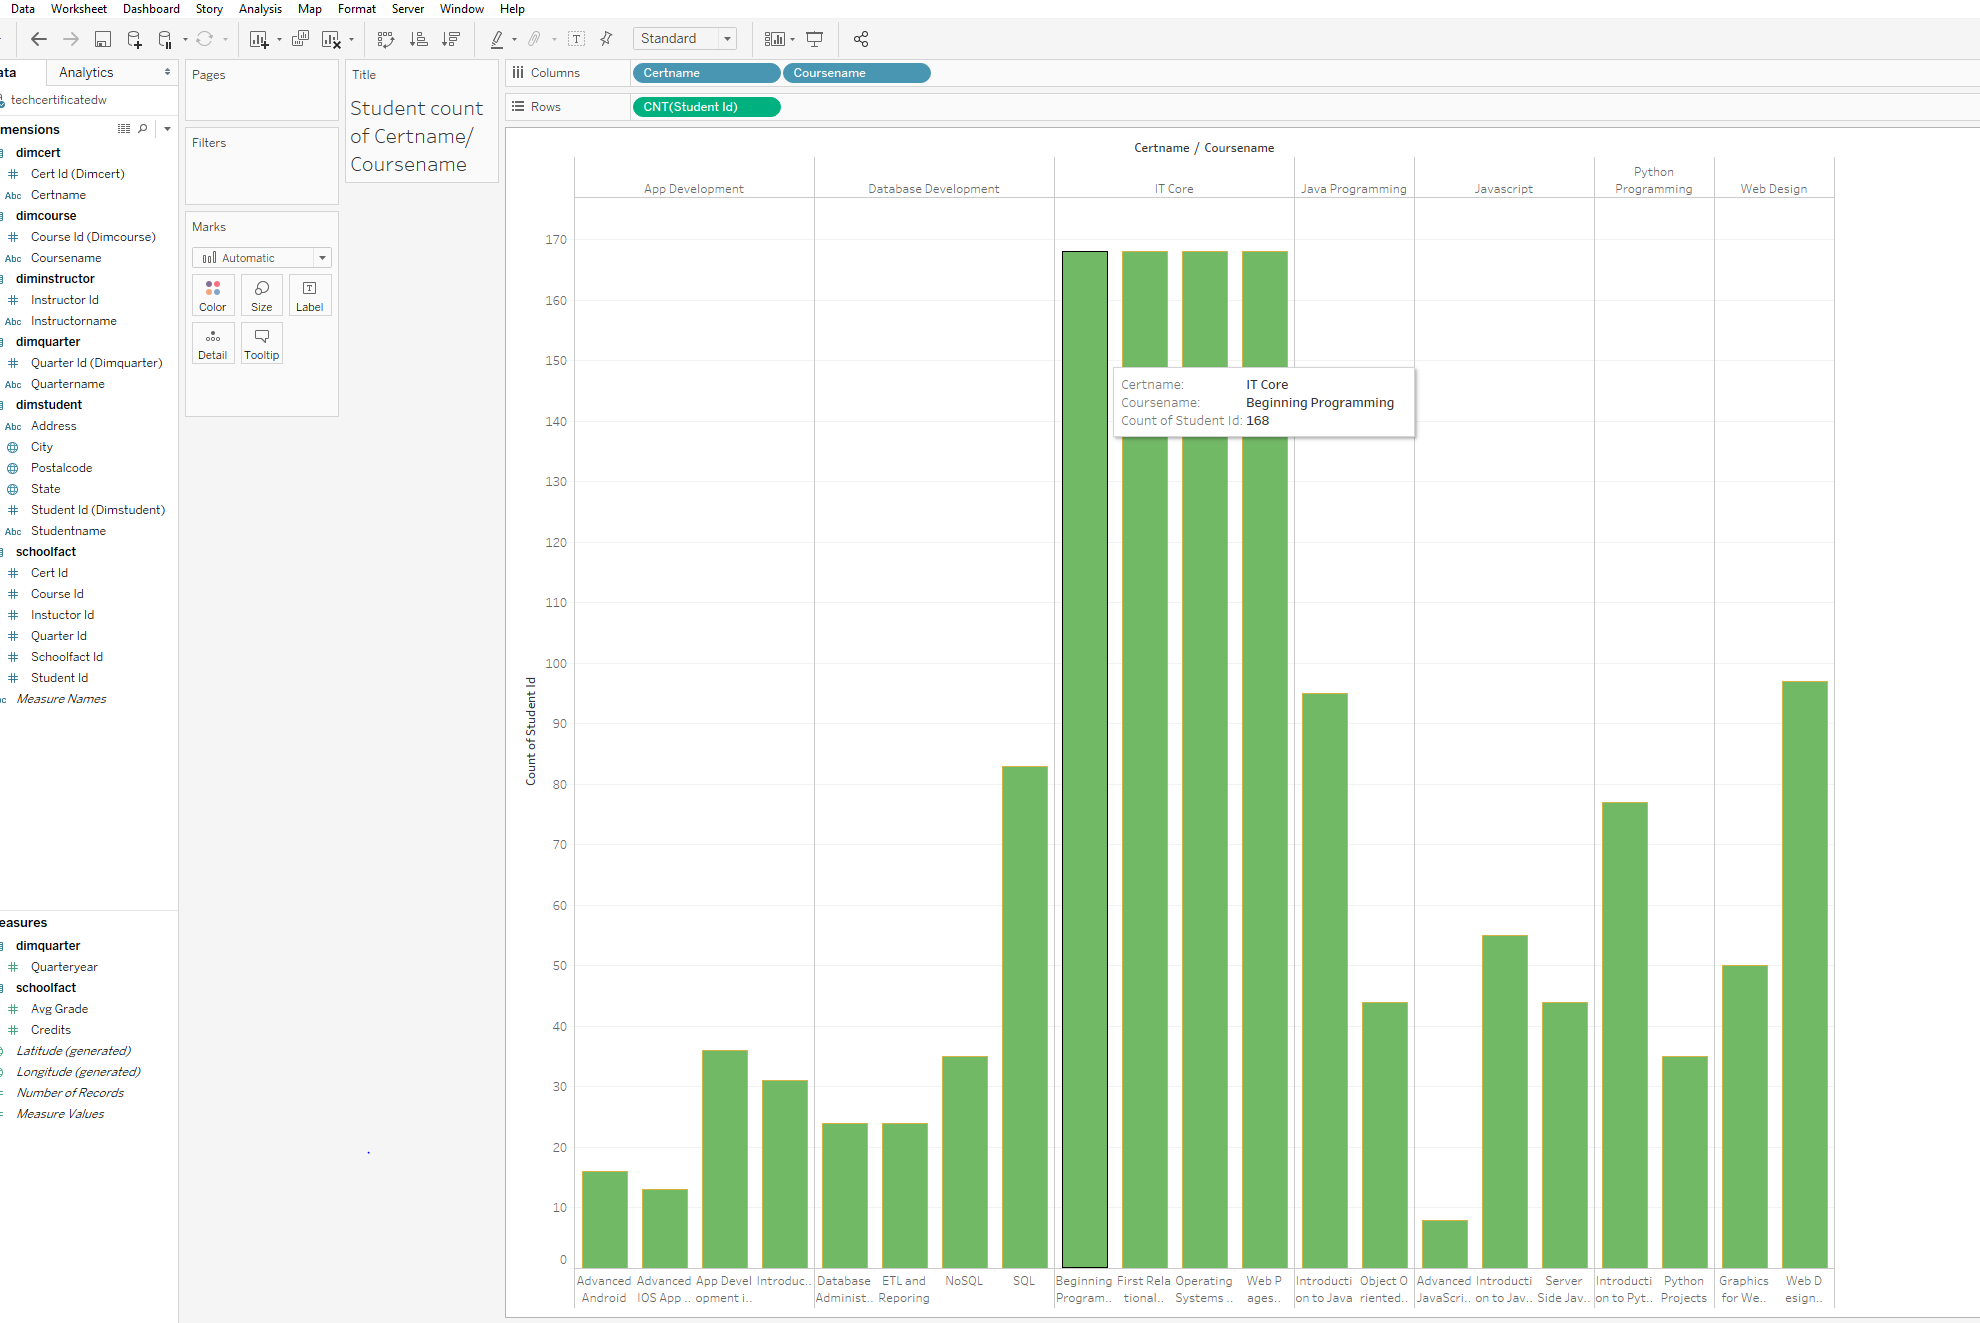 Data Worksheet Dashboard Story Analysis Map Format Server Window Help
Standard
ata Analytics
techcertificatedw
mensions
dimcert
# Cert Id (Dimcert)
Abc Certname
dimcourse
# Course Id (Dimcourse)
Abc Coursename
diminstructor
# Instructor Id
Abc Instructorname
dimquarter
# Quarter Id (Dimquarter)
Abc Quartername
dimstudent
Abc Address
City
Postalcode
State
# Student Id (Dimstudent)
Abc Studentname
schoolfact
# Cert Id
# Course Id
# Instuctor Id
# Quarter Id
# Schoolfact Id
# Student Id
Measure Names
easures
dimquarter
# Quarteryear
schoolfact
# Avg Grade
# Credits
Latitude (generated)
Longitude (generated)
Number of Records
Measure Values
Pages
Filters
Marks
Automatic
Color Size Label
Detail Tooltip
Title
Student count
of Certname/
Coursename
Columns Certname Coursename
Rows CNT(Student Id)
Certname / Coursename
App Development Database Development IT Core Java Programming Javascript Python
Programming Web Design
Count of Student Id
170
160
150
140
130
120
110
100
90
80
70
60
50
40
30
20
10
0
Certname: IT Core
Coursename: Beginning Programming
Count of Student Id: 168
Advanced Advanced App Devel Introduc.. Database ETL and NoSQL SQL Beginning First Rela Operating Web P Introducti Object O Advanced Introducti Server Introducti Python Graphics Web D
Android IOS App .. opment i.. Administ.. Reporing Program.. tional.. Systems .. ages.. on to Java riented.. JavaScri.. on to Jav.. Side Jav.. on to Pyt.. Projects for We.. esign..